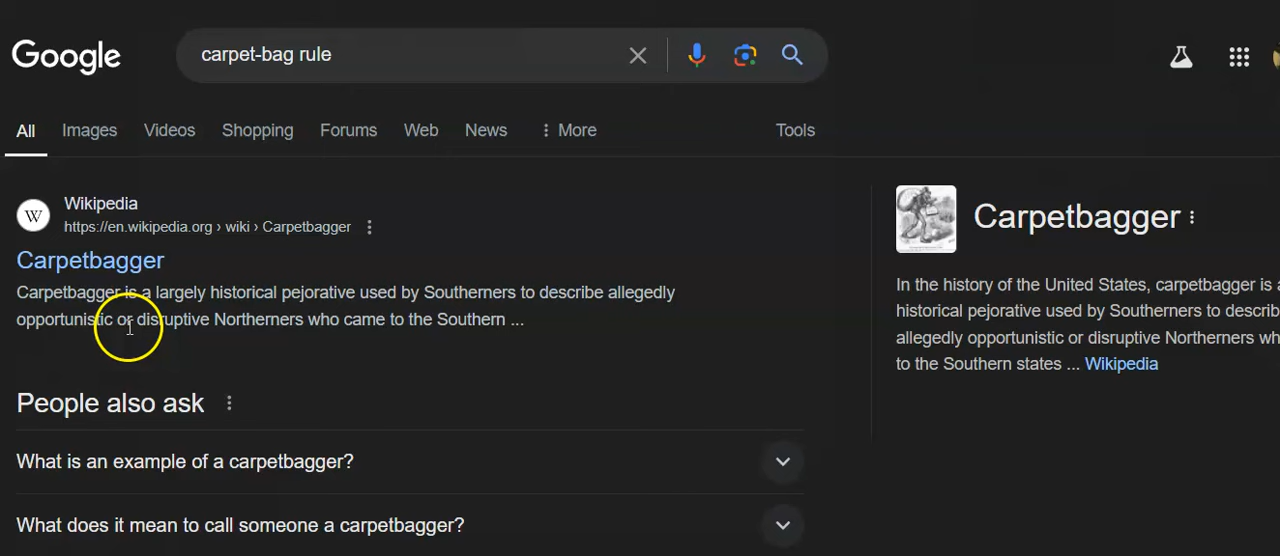 Google
carpet-bag rule
All Images Videos Shopping Forums Web News More Tools
W
Wikipedia
https://en.wikipedia.org › wiki › Carpetbagger
Carpetbagger
Carpetbagger is a largely historical pejorative used by Southerners to describe allegedly
opportunistic or disruptive Northerners who came to the Southern ...
People also ask
What is an example of a carpetbagger?
What does it mean to call someone a carpetbagger?
Carpetbagger
In the history of the United States, carpetbagger is a
historical pejorative used by Southerners to describ
allegedly opportunistic or disruptive Northerners wh
to the Southern states ... Wikipedia